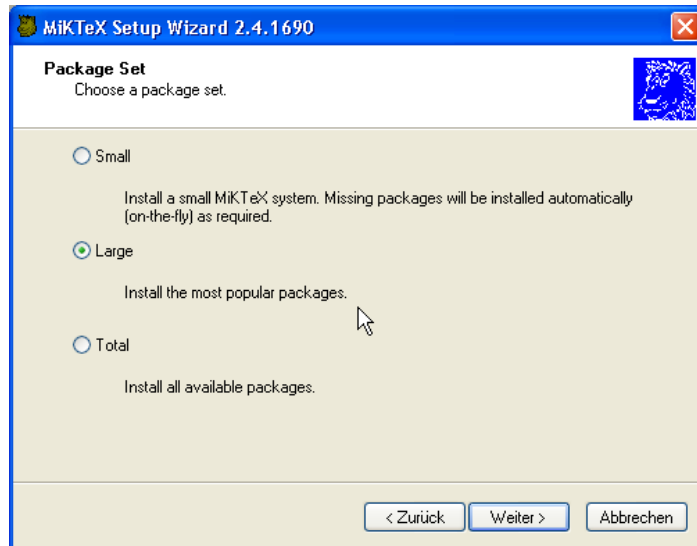 MiKTeX Setup Wizard 2.4.1690
Package Set
Choose a package set.
Small
Install a small MiKTeX system. Missing packages will be installed automatically
(on-the-fly) as required.
Large
Install the most popular packages.
Total
Install all available packages.
< Zurück
Weiter >
Abbrechen